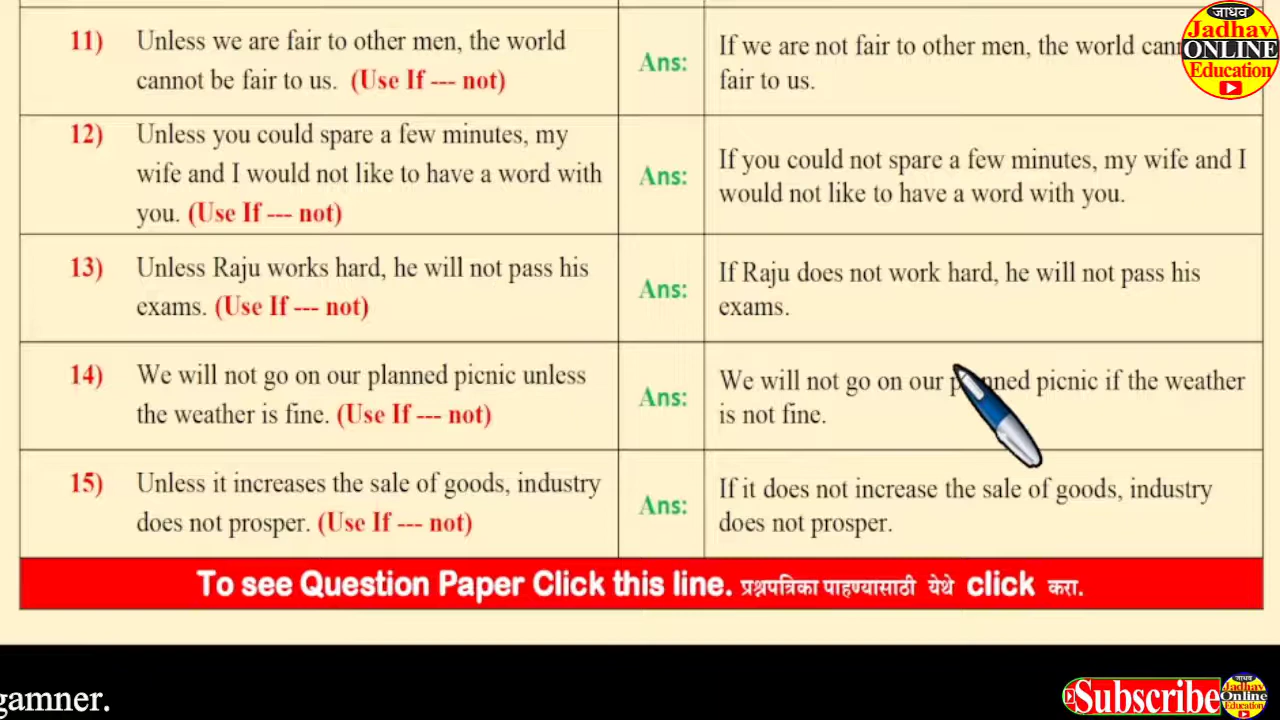 11) Unless we are fair to other men, the world
cannot be fair to us. (Use If --- not)
Ans:
If we are not fair to other men, the world
fair to us.
12) Unless you could spare a few minutes, my
wife and I would not like to have a word with
you. (Use If --- not)
Ans:
If you could not spare a few minutes, my wife and I
would not like to have a word with you.
13) Unless Raju works hard, he will not pass his
exams. (Use If --- not)
Ans:
If Raju does not work hard, he will not pass his
exams.
14) We will not go on our planned picnic unless
the weather is fine. (Use If --- not)
Ans:
We will not go on our planned picnic if the weather
is not fine.
15) Unless it increases the sale of goods, industry
does not prosper. (Use If --- not)
Ans:
If it does not increase the sale of goods, industry
does not prosper.
To see Question Paper Click this line. प्रश्नपत्रिका पाहण्यासाठी येथे click करा.
gamner.
जाधव
Jadhav
ONLINE
Education
Subscribe
जाधव
Jadhav
Online
Education